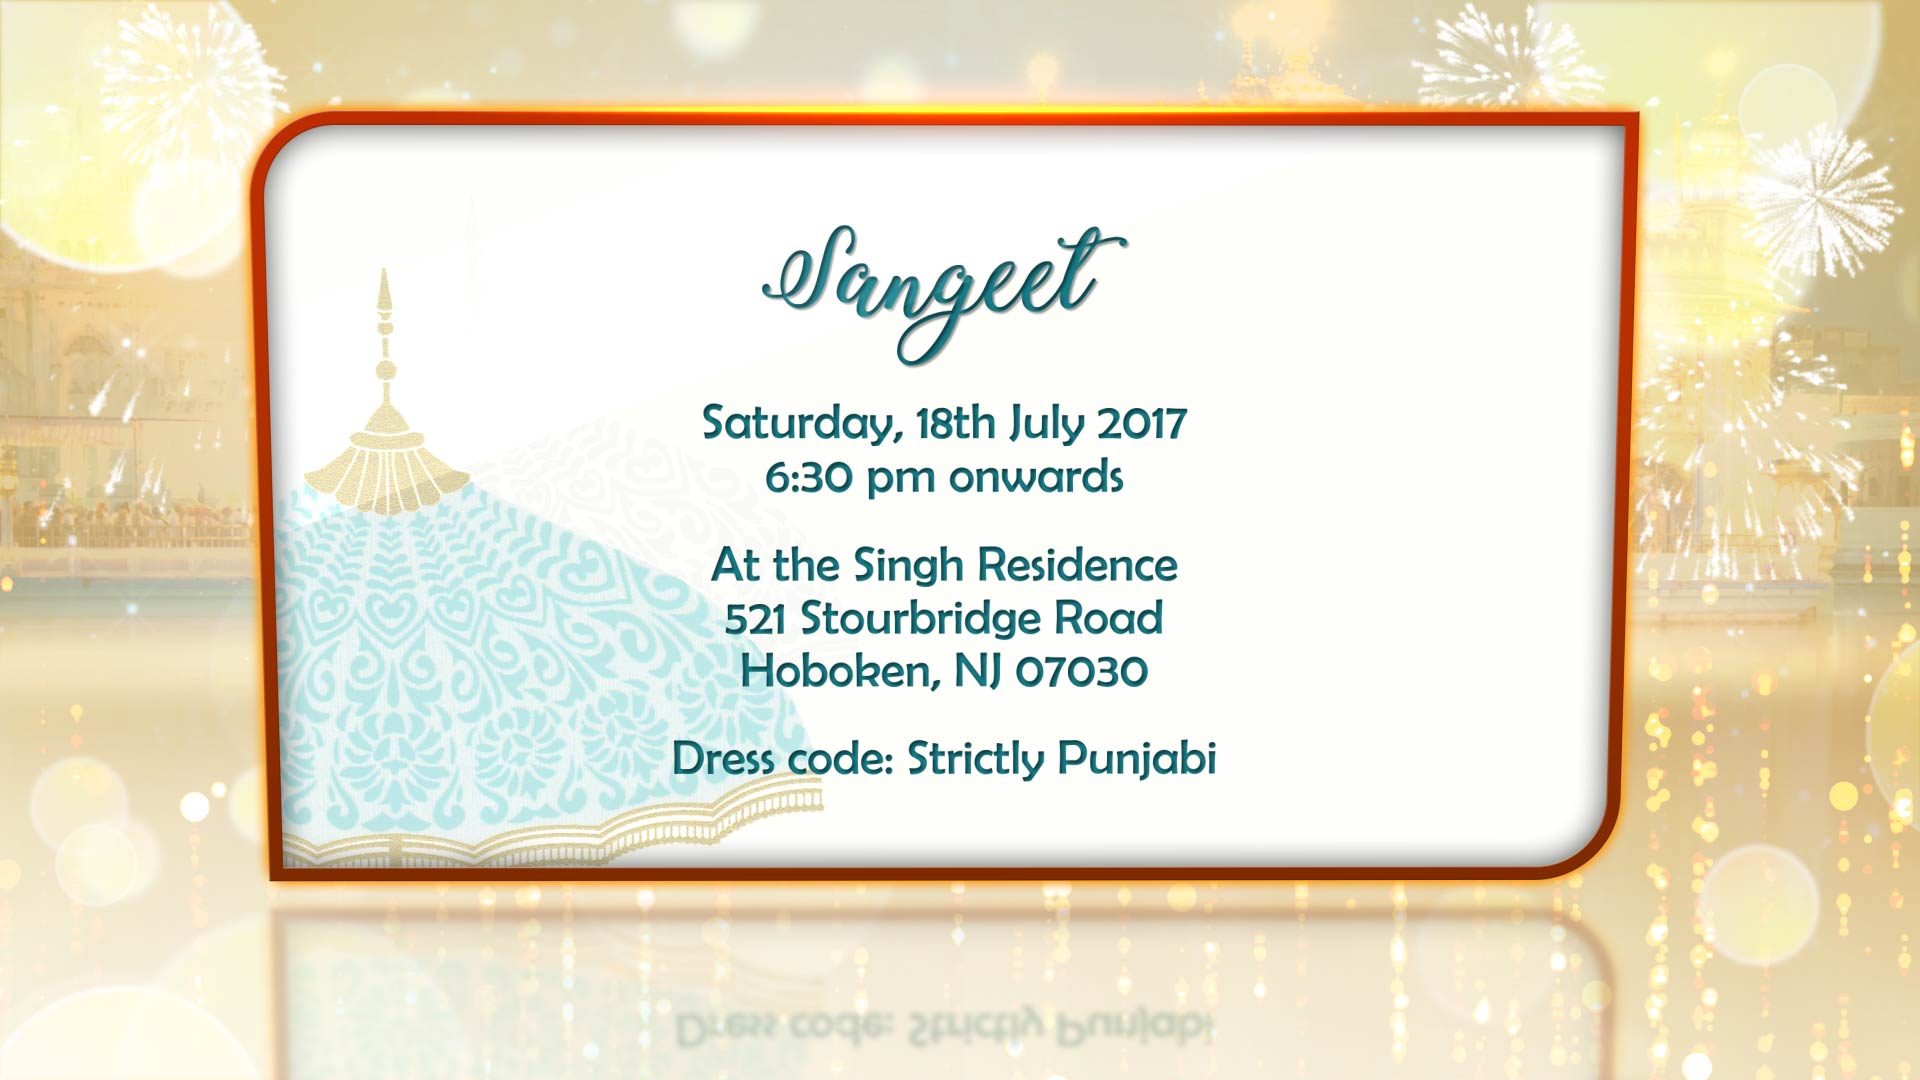 Sangeet
Saturday, 18th July 2017
6:30 pm onwards
At the Singh Residence
521 Stourbridge Road
Hoboken, NJ 07030
Dress code: Strictly Punjabi